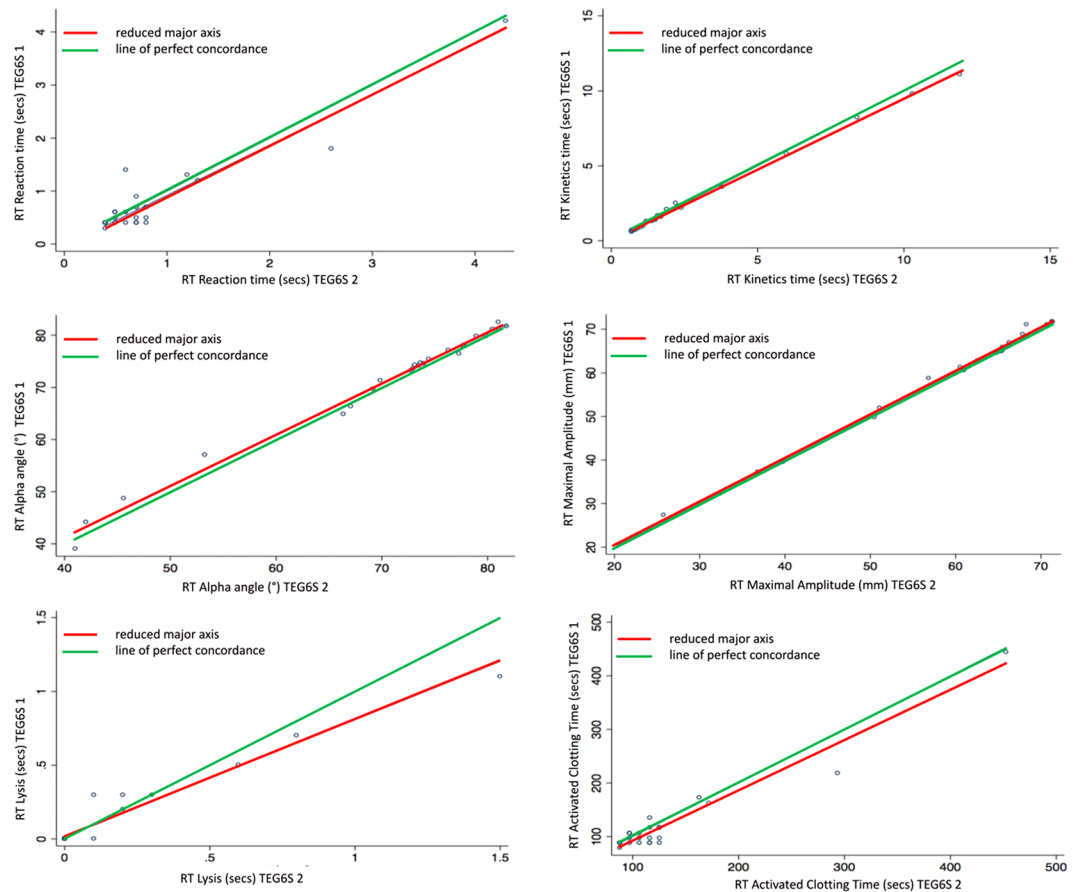 reduced major axis
line of perfect concordance
RT Reaction time (secs) TEG6S 1
4
3
2
1
0
0 1 2 3 4
RT Reaction time (secs) TEG6S 2
reduced major axis
line of perfect concordance
RT Kinetics time (secs) TEG6S 1
15
10
5
0
0 5 10 15
RT Kinetics time (secs) TEG6S 2
reduced major axis
line of perfect concordance
RT Alpha angle (°) TEG6S 1
80
70
60
50
40
40 50 60 70 80
RT Alpha angle (°) TEG6S 2
reduced major axis
line of perfect concordance
RT Maximal Amplitude (mm) TEG6S 1
70
60
50
40
30
20
20 30 40 50 60 70
RT Maximal Amplitude (mm) TEG6S 2
reduced major axis
line of perfect concordance
RT Lysis (secs) TEG6S 1
1.5
1
.5
0
0 .5 1 1.5
RT Lysis (secs) TEG6S 2
reduced major axis
line of perfect concordance
RT Activated Clotting Time (secs) TEG6S 1
500
400
300
200
100
100 200 300 400 500
RT Activated Clotting Time (secs) TEG6S 2